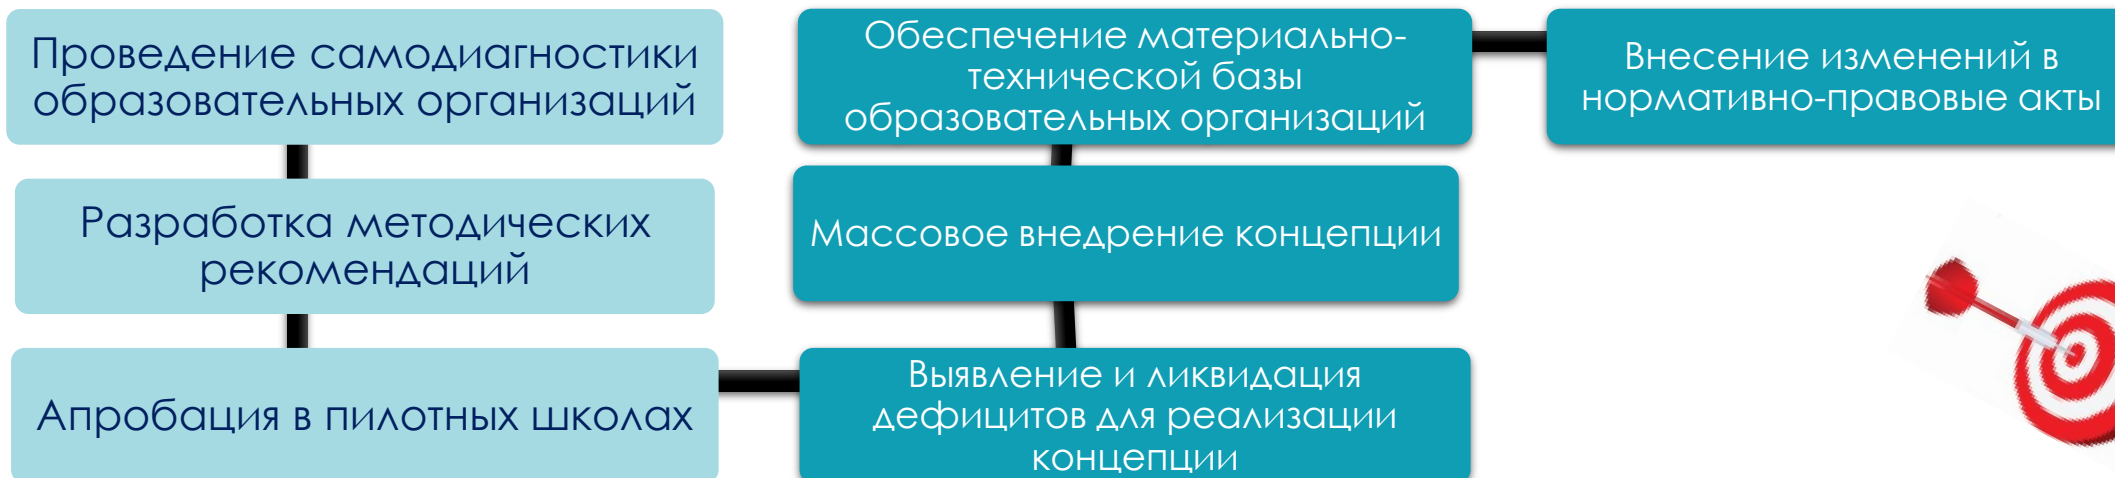 Проведение самодиагностики
образовательных организаций
Разработка методических
рекомендаций
Апробация в пилотных школах
Выявление и ликвидация
дефицитов для реализации
концепции
Массовое внедрение концепции
Обеспечение материально-
технической базы
образовательных организаций
Внесение изменений в
нормативно-правовые акты